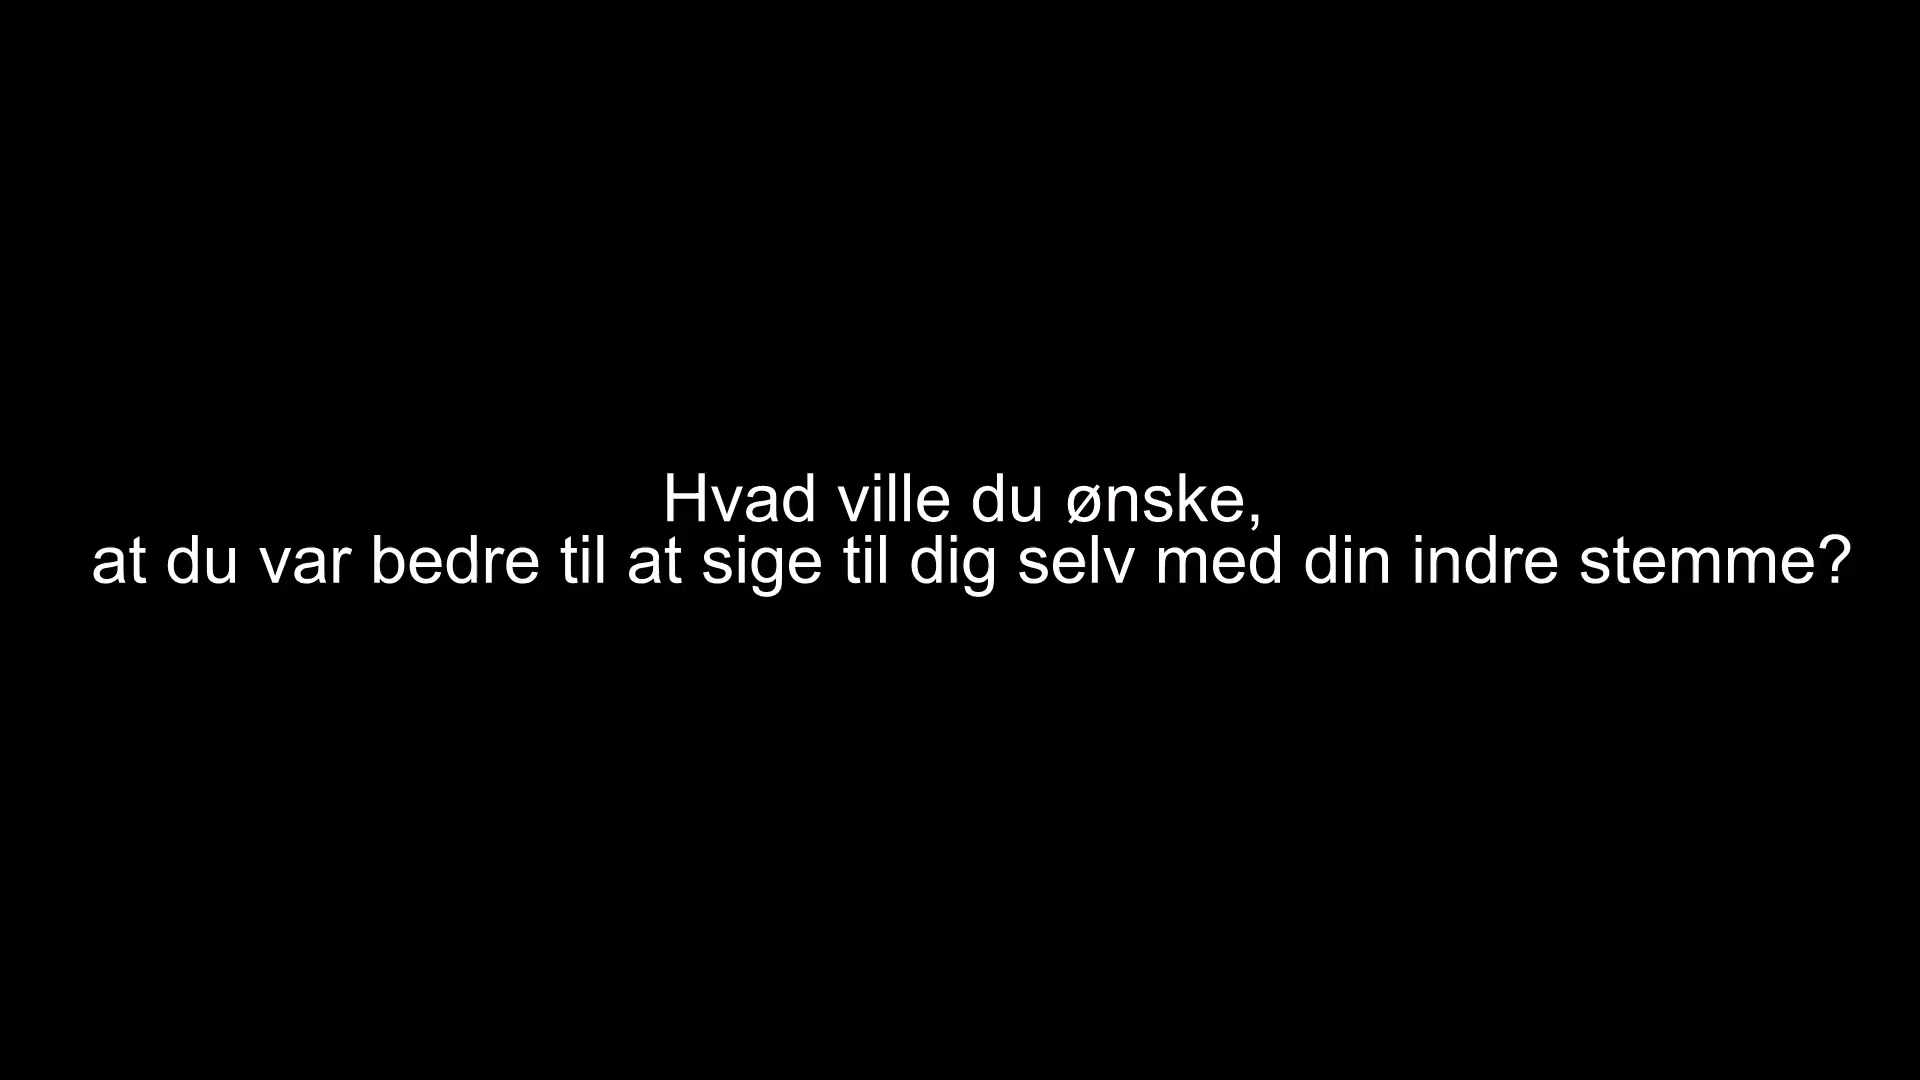 Hvad ville du ønske,
at du var bedre til at sige til dig selv med din indre stemme?